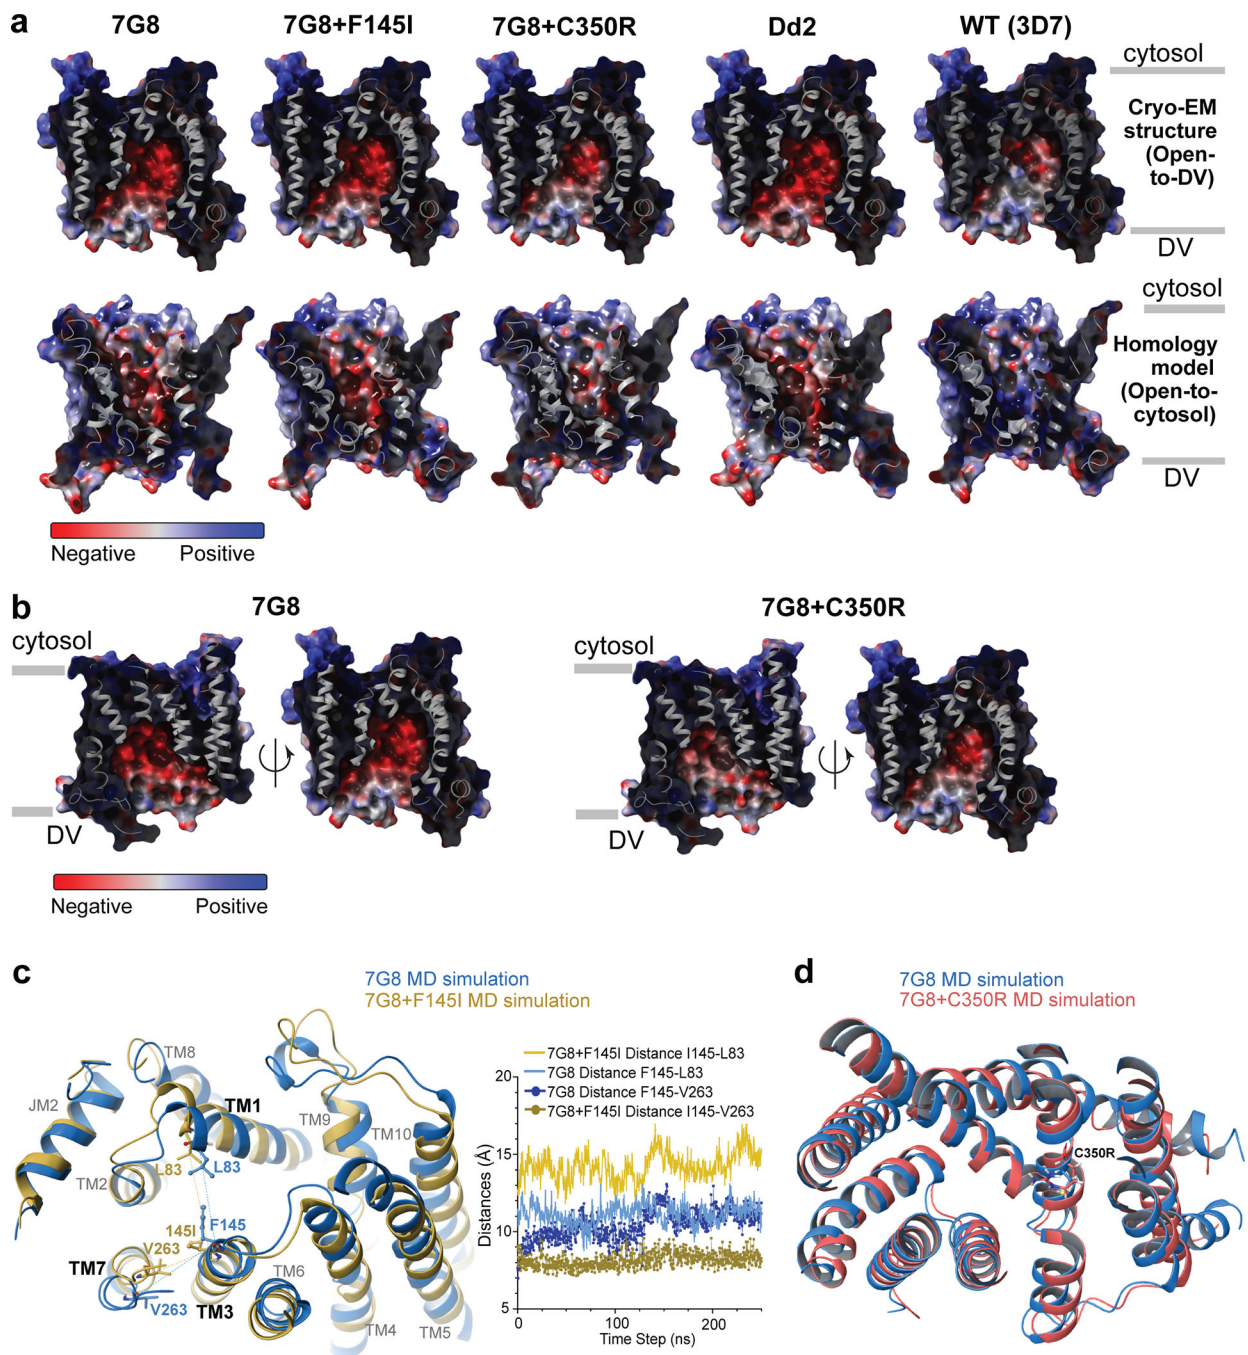 a
7G8
7G8+F145I
7G8+C350R
Dd2
WT (3D7)
cytosol
Cryo-EM
structure
(Open-
to-DV)
DV
cytosol
Homology
model
(Open-to-
cytosol)
DV
Negative
Positive
b
7G8
7G8+C350R
cytosol
DV
cytosol
DV
Negative
Positive
c
7G8 MD simulation
7G8+F145I MD simulation
TM8
JM2
TM1
TM9
TM10
L83
L83
TM2
145I
F145
V263
TM7
V263
TM3
TM6
TM4
TM5
7G8+F145I Distance I145-L83
7G8 Distance F145-L83
7G8 Distance F145-V263
7G8+F145I Distance I145-V263
Distances (Å)
20
15
10
5
0
100
200
Time Step (ns)
d
7G8 MD simulation
7G8+C350R MD simulation
C350R